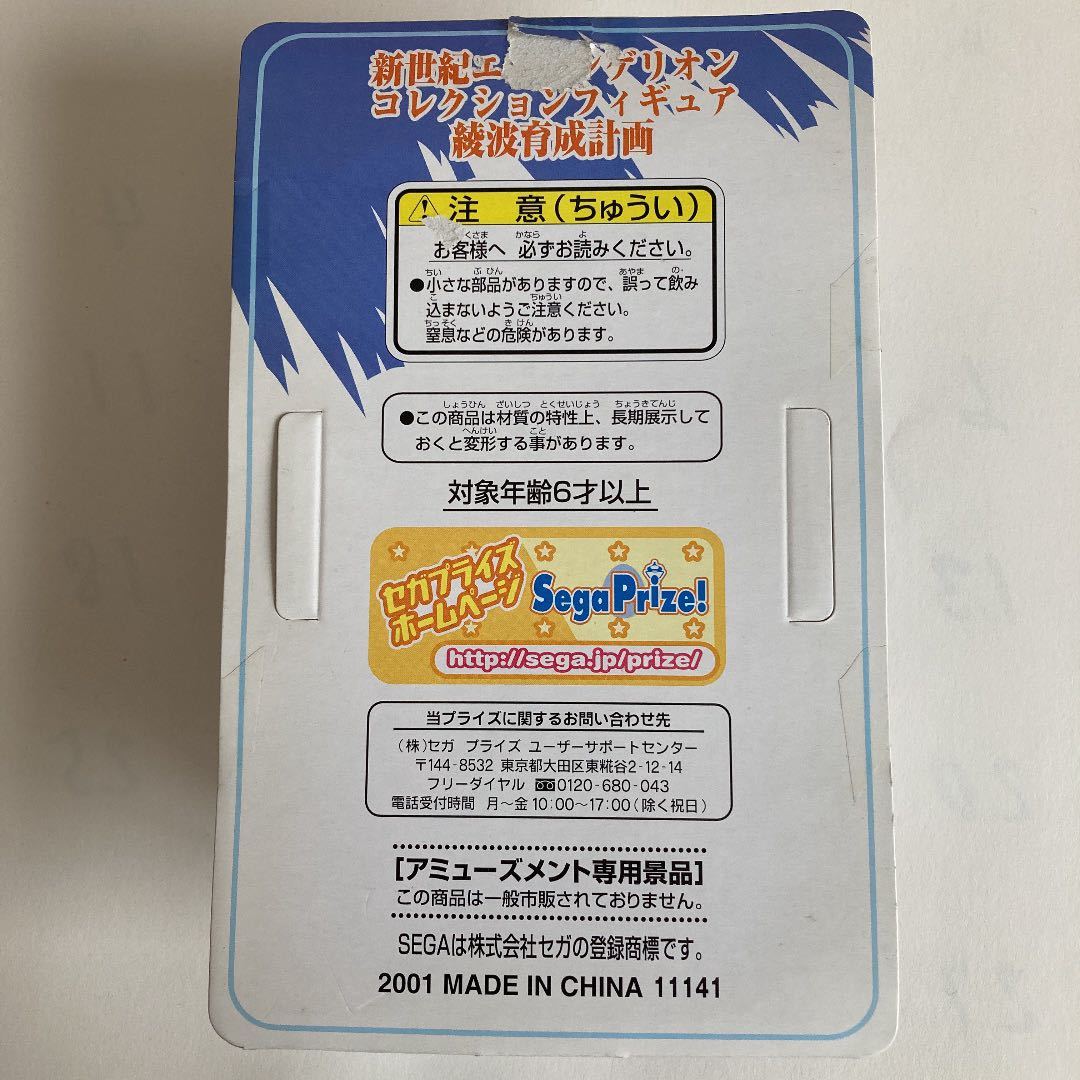 新世紀エ ンゲリオン
コレクションフィギュア
綾波育成計画
注 意(ちゅうい)
お客様へ 必ずお読みください。
●小さな部品がありますので、誤って飲み
込まないようご注意ください。
窒息などの危険があります。
●この商品は材質の特性上、長期展示して
おくと変形する事があります。
対象年齢6才以上
セガプライズ
ホームページ
SegaPrize!
http://sega.jp/prize/
当プライズに関するお問い合わせ先
(株)セガ プライズ ユーザーサポートセンター
〒144-8532 東京都大田区東糀谷2-12-14
フリーダイヤル 0120-680-043
電話受付時間 月〜金 10:00〜17:00(除く祝日)
[アミューズメント専用景品]
この商品は一般市販されておりません。
SEGAは株式会社セガの登録商標です。
2001 MADE IN CHINA 11141